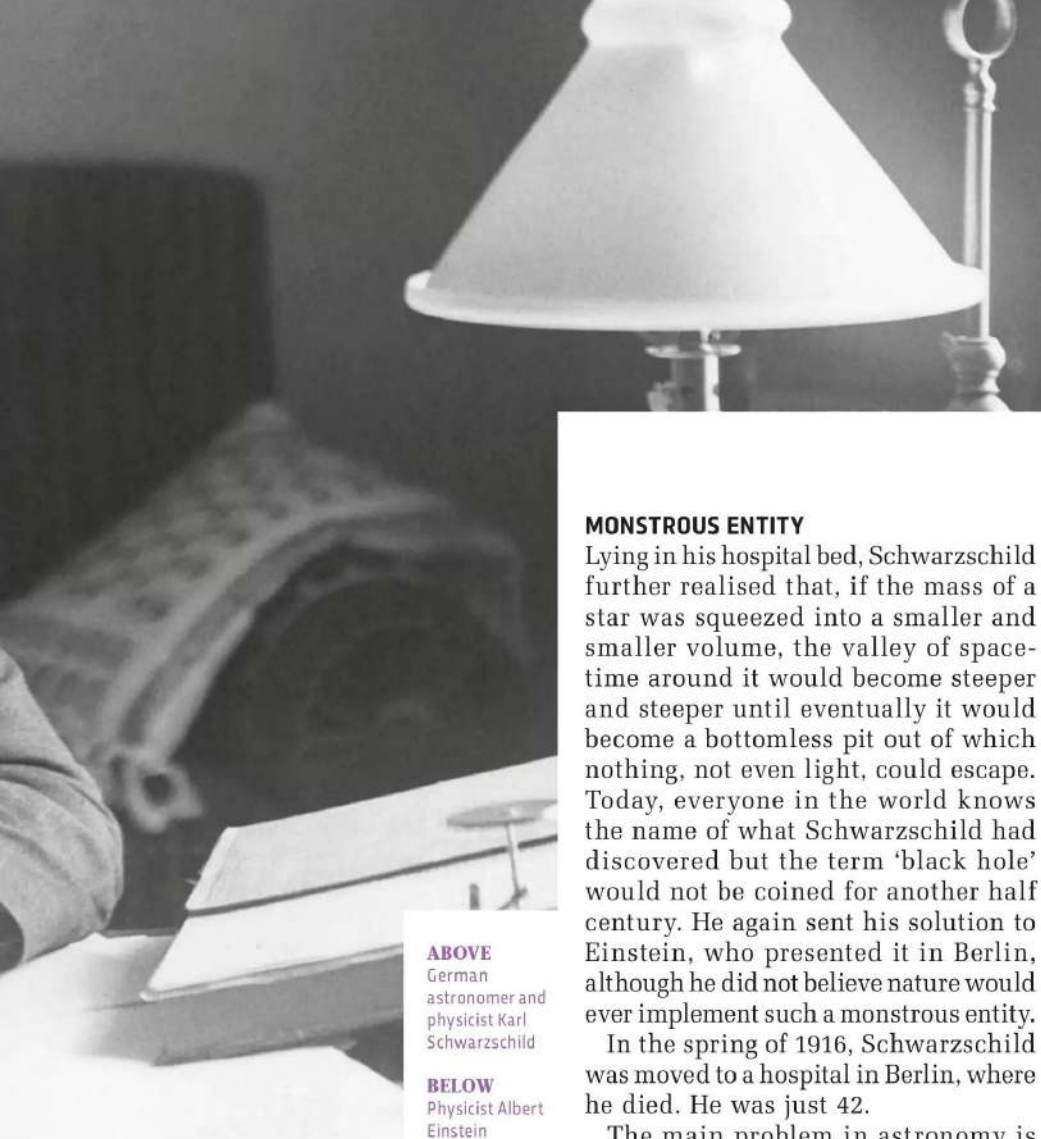 MONSTROUS ENTITY
Lying in his hospital bed, Schwarzschild
further realised that, if the mass of a
star was squeezed into a smaller and
smaller volume, the valley of space-
time around it would become steeper
and steeper until eventually it would
become a bottomless pit out of which
nothing, not even light, could escape.
Today, everyone in the world knows
the name of what Schwarzschild had
discovered but the term ‘black hole’
would not be coined for another half
century. He again sent his solution to
Einstein, who presented it in Berlin,
although he did not believe nature would
ever implement such a monstrous entity.
In the spring of 1916, Schwarzschild
was moved to a hospital in Berlin, where
he died. He was just 42.
The main problem in astronomy is
ABOVE
German
astronomer and
physicist Karl
Schwarzschild
BELOW
Physicist Albert
Einstein